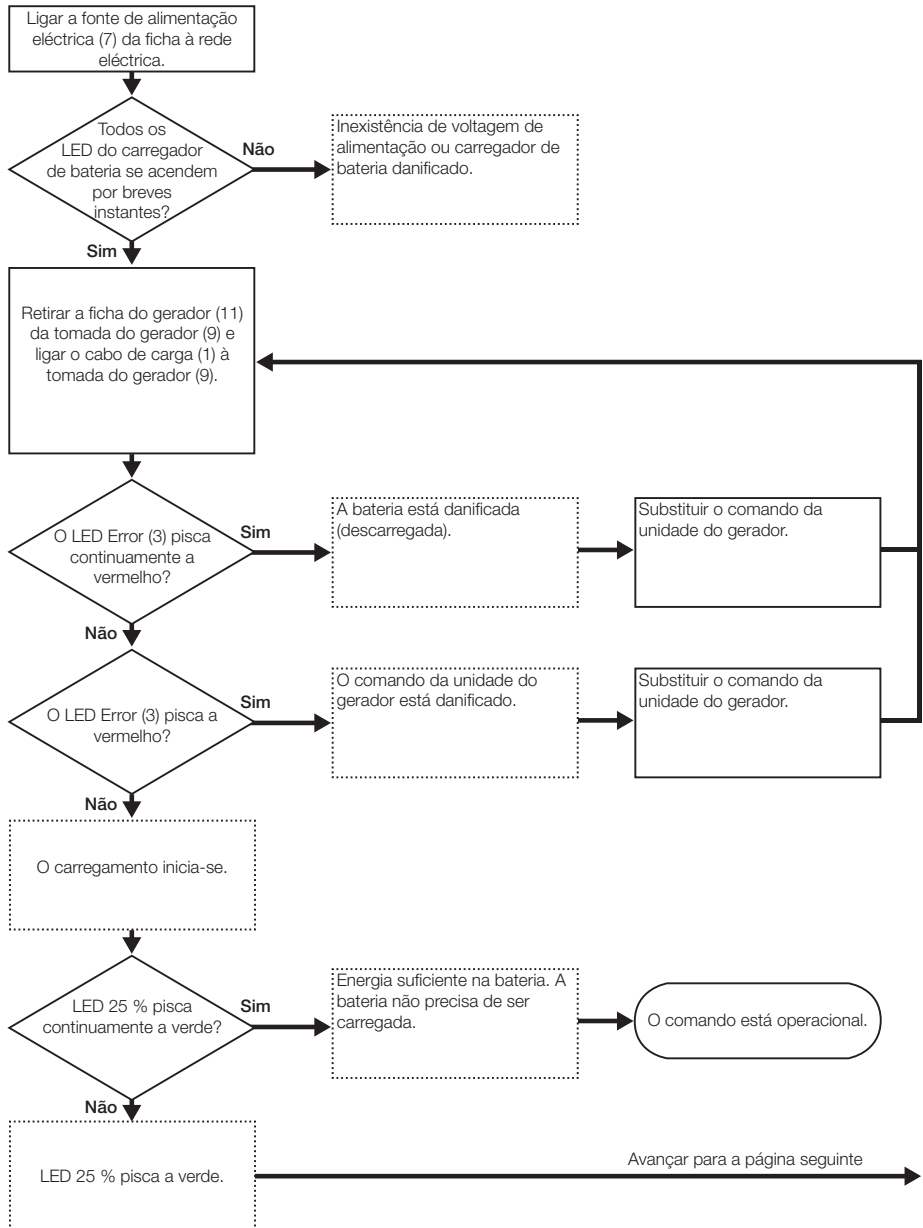 Ligar a fonte de alimentação
eléctrica (7) da ficha à rede
eléctrica.
Todos os
LED do carregador
de bateria se acendem
por breves
instantes?
Não
Inexistência de voltagem de
alimentação ou carregador de
bateria danificado.
Sim
Retirar a ficha do gerador (11)
da tomada do gerador (9) e
ligar o cabo de carga (1) à
tomada do gerador (9).
O LED Error (3) pisca
continuamente a
vermelho?
Sim
A bateria está danificada
(descarregada).
Substituir o comando da
unidade do gerador.
Não
O LED Error (3) pisca a
vermelho?
Sim
O comando da unidade do
gerador está danificado.
Substituir o comando da
unidade do gerador.
Não
O carregamento inicia-se.
LED 25 % pisca
continuamente a verde?
Sim
Energia suficiente na bateria. A
bateria não precisa de ser
carregada.
O comando está operacional.
Não
LED 25 % pisca a verde.
Avançar para a página seguinte